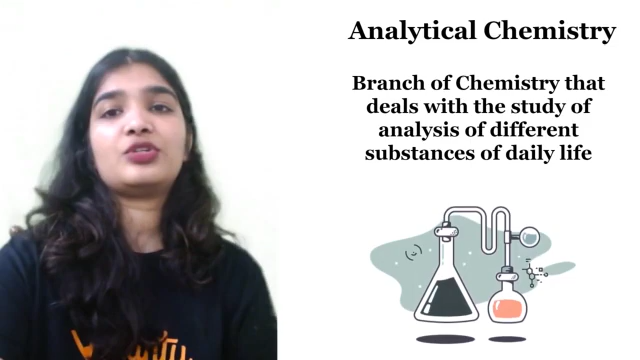 Analytical Chemistry
Branch of Chemistry that
deals with the study of
analysis of different
substances of daily life